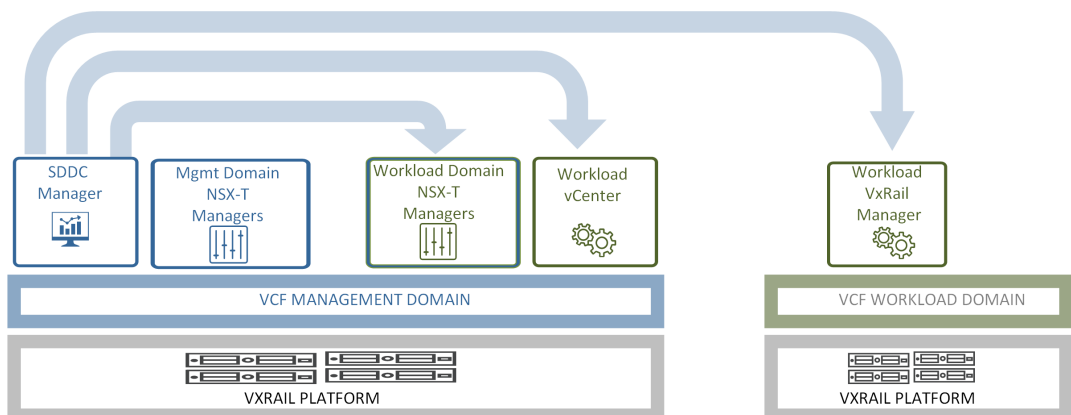 SDDC
Manager
Mgmt Domain
NSX-T
Managers
Workload Domain
NSX-T
Managers
Workload
vCenter
Workload
VxRail
Manager
VCF MANAGEMENT DOMAIN
VCF WORKLOAD DOMAIN
VXRAIL PLATFORM
VXRAIL PLATFORM